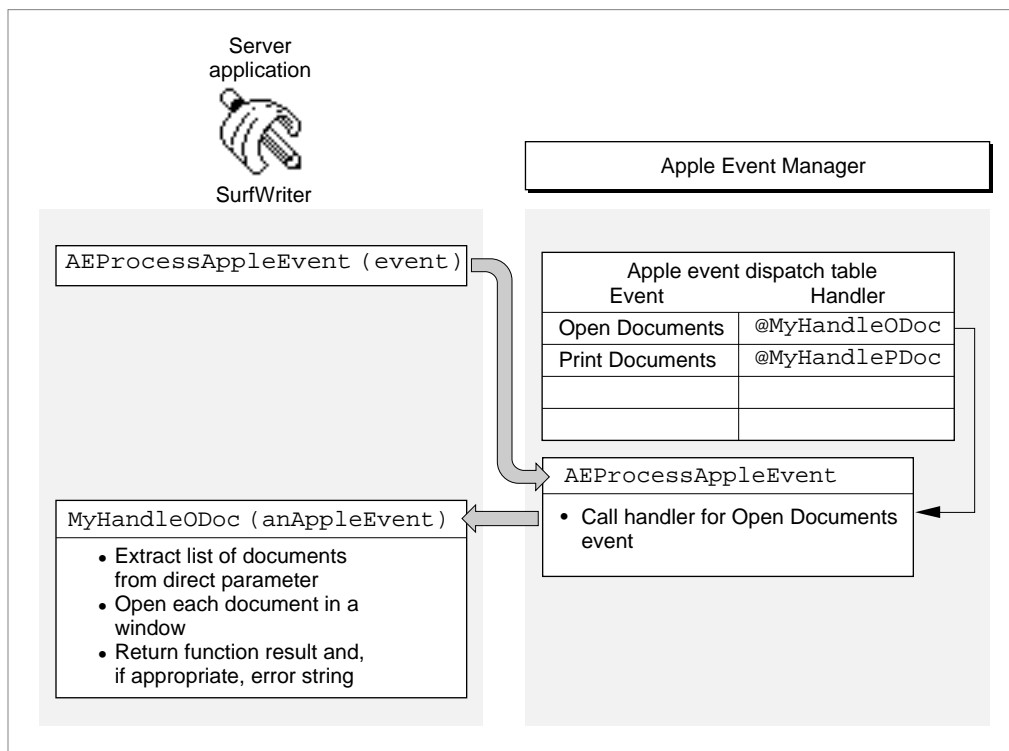 Server
application
SurfWriter
Apple Event Manager
AEProcessAppleEvent (event)
Apple event dispatch table
Event Handler
Open Documents @MyHandleODoc
Print Documents @MyHandlePDoc
AEProcessAppleEvent
• Call handler for Open Documents
event
MyHandleODoc (anAppleEvent)
• Extract list of documents
from direct parameter
• Open each document in a
window
• Return function result and,
if appropriate, error string